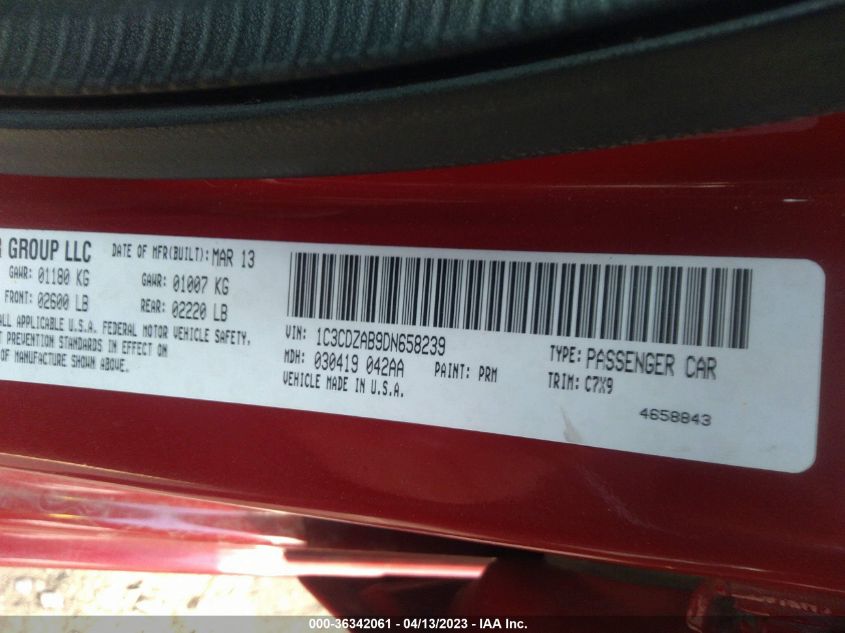 GROUP LLC DATE OF MFR(BUILT): MAR 13
GAWR: 01180 KG GAWR: 01007 KG
FRONT: 02600 LB REAR: 02220 LB
ALL APPLICABLE U.S.A. FEDERAL MOTOR VEHICLE SAFETY,
PREVENTION STANDARDS IN EFFECT ON
OF MANUFACTURE SHOWN ABOVE.
VIN: 1C3CDZAB9DN658239 TYPE: PASSENGER CAR
MDH: 030419 042AA PAINT: PRM TRIM: C7X9
VEHICLE MADE IN U.S.A. 4658843
000-36342061 - 04/13/2023 - IAA Inc.